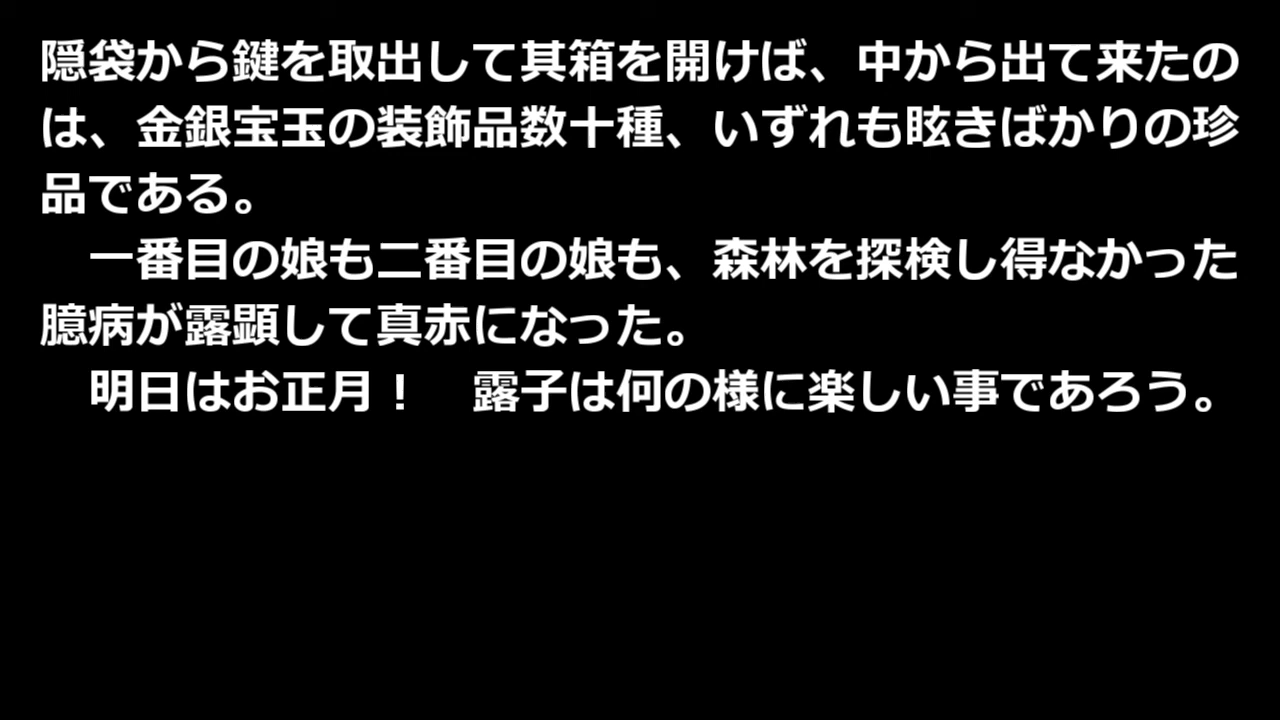 隠袋から鍵を取出して其箱を開けば、中から出て来たの
は、金銀宝玉の装飾品数十種、いずれも眩きばかりの珍
品である。
　一番目の娘も二番目の娘も、森林を探検し得なかった
臆病が露顕して真赤になった。
　明日はお正月！　露子は何の様に楽しい事であろう。